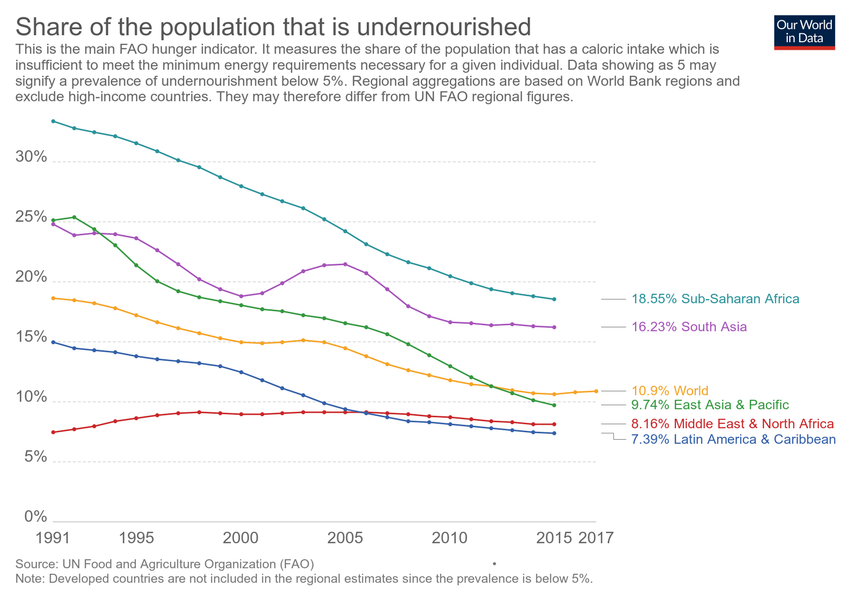 Share of the population that is undernourished
Our World
in Data
This is the main FAO hunger indicator. It measures the share of the population that has a caloric intake which is
insufficient to meet the minimum energy requirements necessary for a given individual. Data showing as 5 may
signify a prevalence of undernourishment below 5%. Regional aggregations are based on World Bank regions and
exclude high-income countries. They may therefore differ from UN FAO regional figures.
30%
25%
20%
15%
10%
5%
0%
18.55% Sub-Saharan Africa
16.23% South Asia
10.9% World
9.74% East Asia & Pacific
8.16% Middle East & North Africa
7.39% Latin America & Caribbean
1991 1995 2000 2005 2010 2015 2017
Source: UN Food and Agriculture Organization (FAO)
Note: Developed countries are not included in the regional estimates since the prevalence is below 5%.